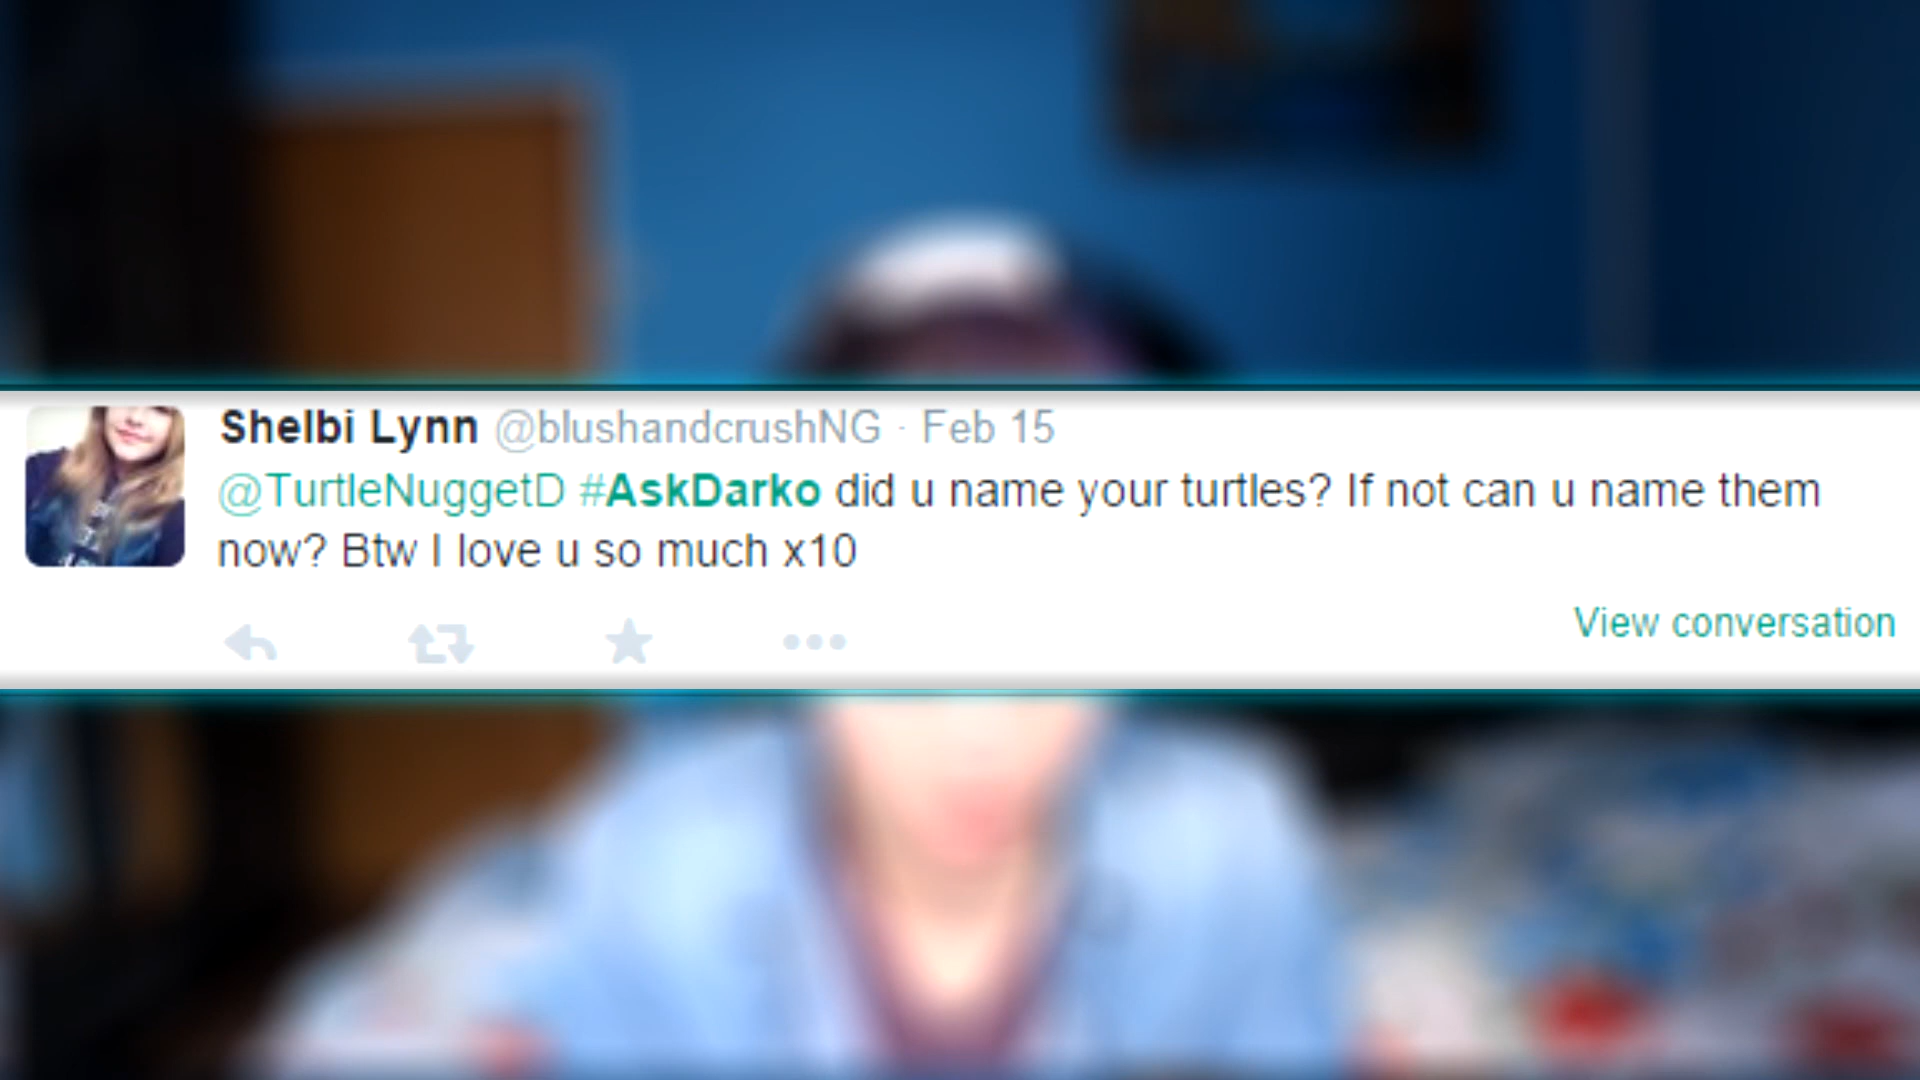 Shelbi Lynn @blushandcrushNG · Feb 15
@TurtleNuggetD #AskDarko did u name your turtles? If not can u name them
now? Btw I love u so much x10
View conversation